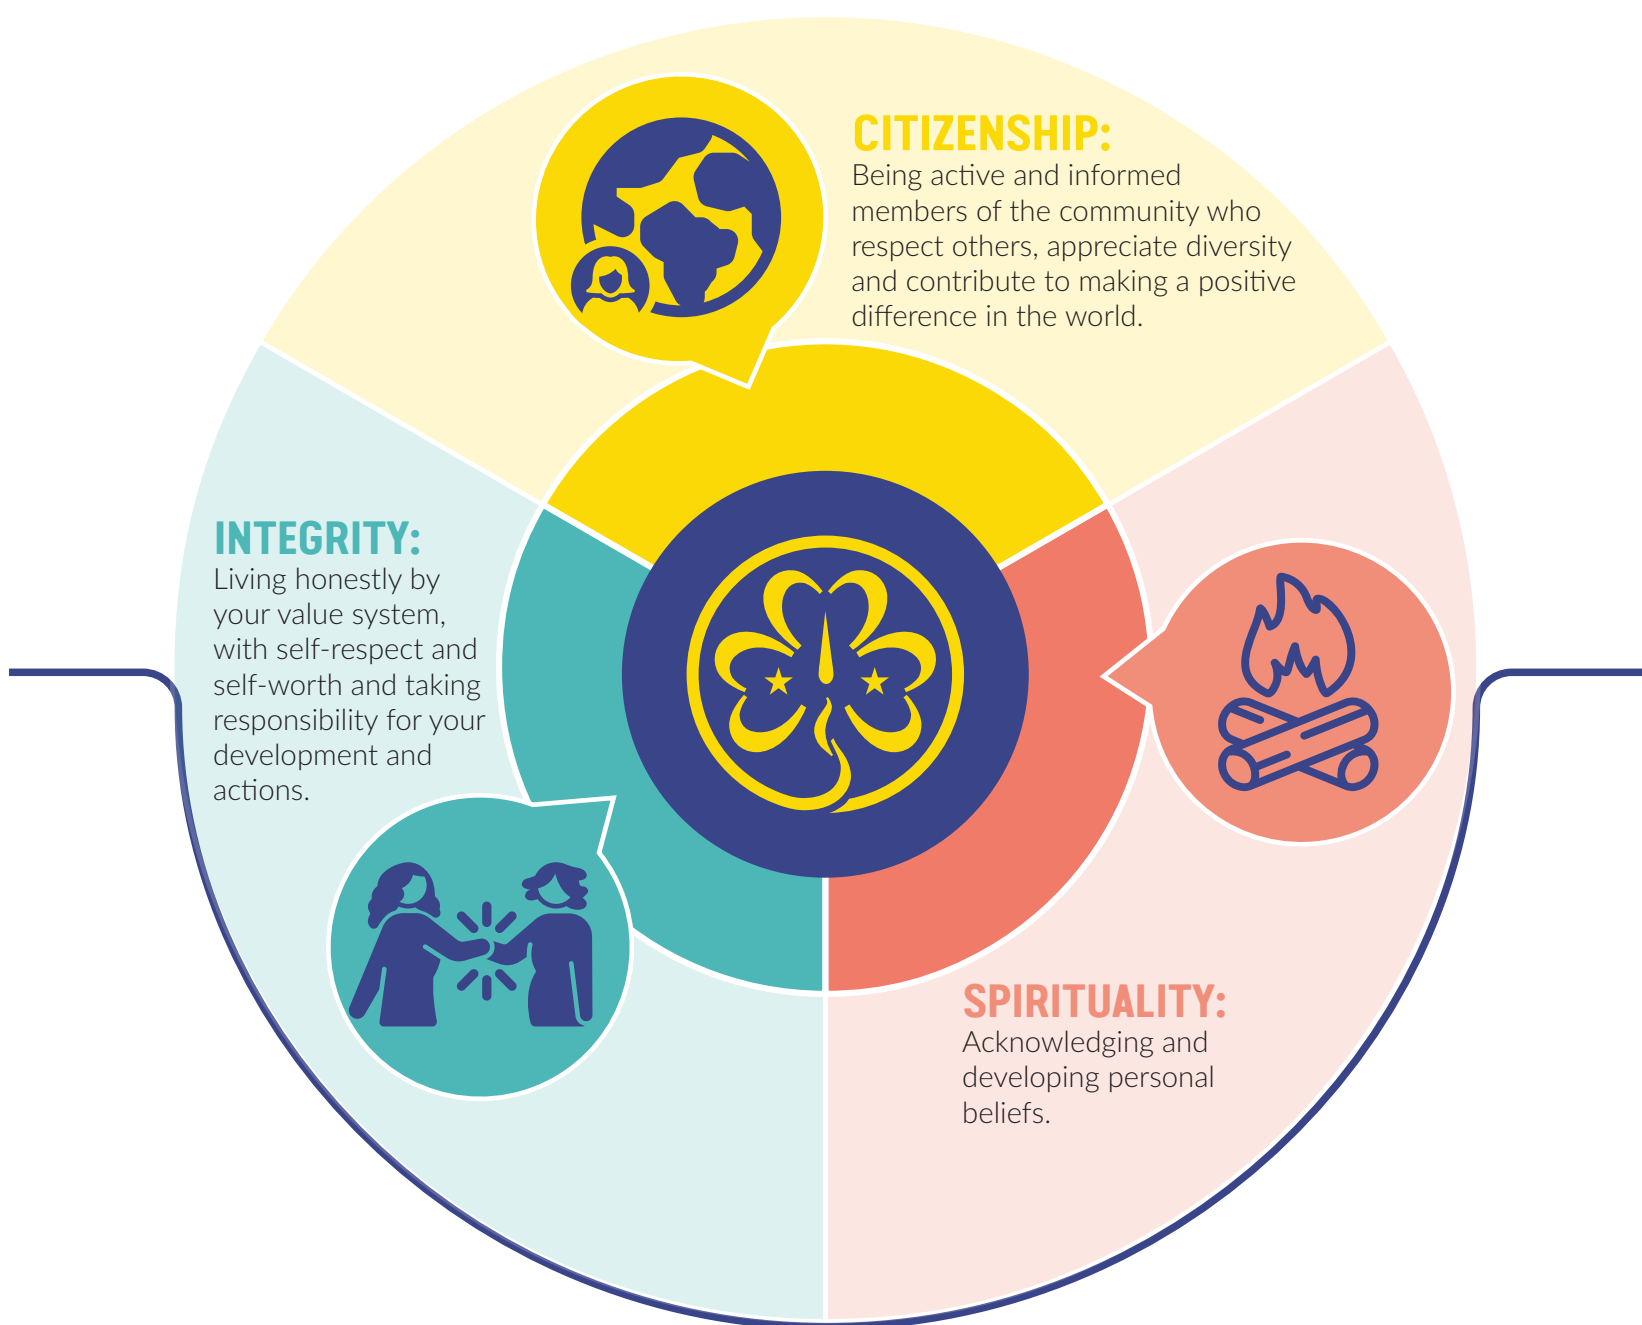 CITIZENSHIP:
Being active and informed
members of the community who
respect others, appreciate diversity
and contribute to making a positive
difference in the world.
INTEGRITY:
Living honestly by
your value system,
with self-respect and
self-worth and taking
responsibility for your
development and
actions.
SPIRITUALITY:
Acknowledging and
developing personal
beliefs.